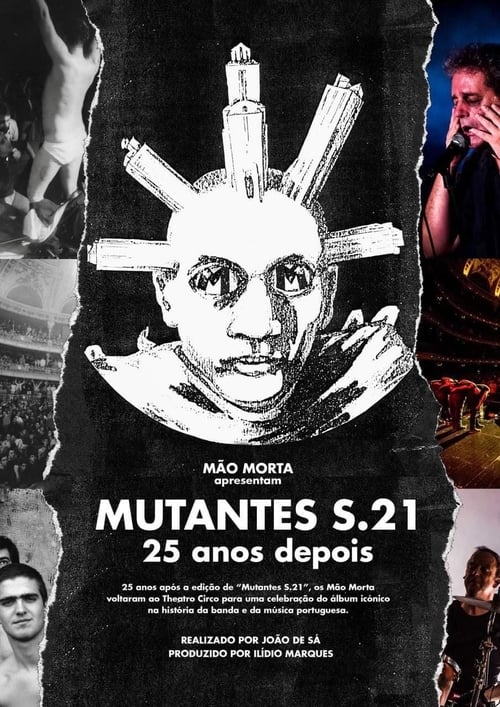 MÃO MORTA
apresentam
MUTANTES S.21
25 anos depois
25 anos após a edição de "Mutantes S.21", os Mão Morta
voltaram ao Theatro Circo para uma celebração do álbum icónico
na história da banda e da música portuguesa.
REALIZADO POR JOÃO DE SÁ
PRODUZIDO POR ILÍDIO MARQUES